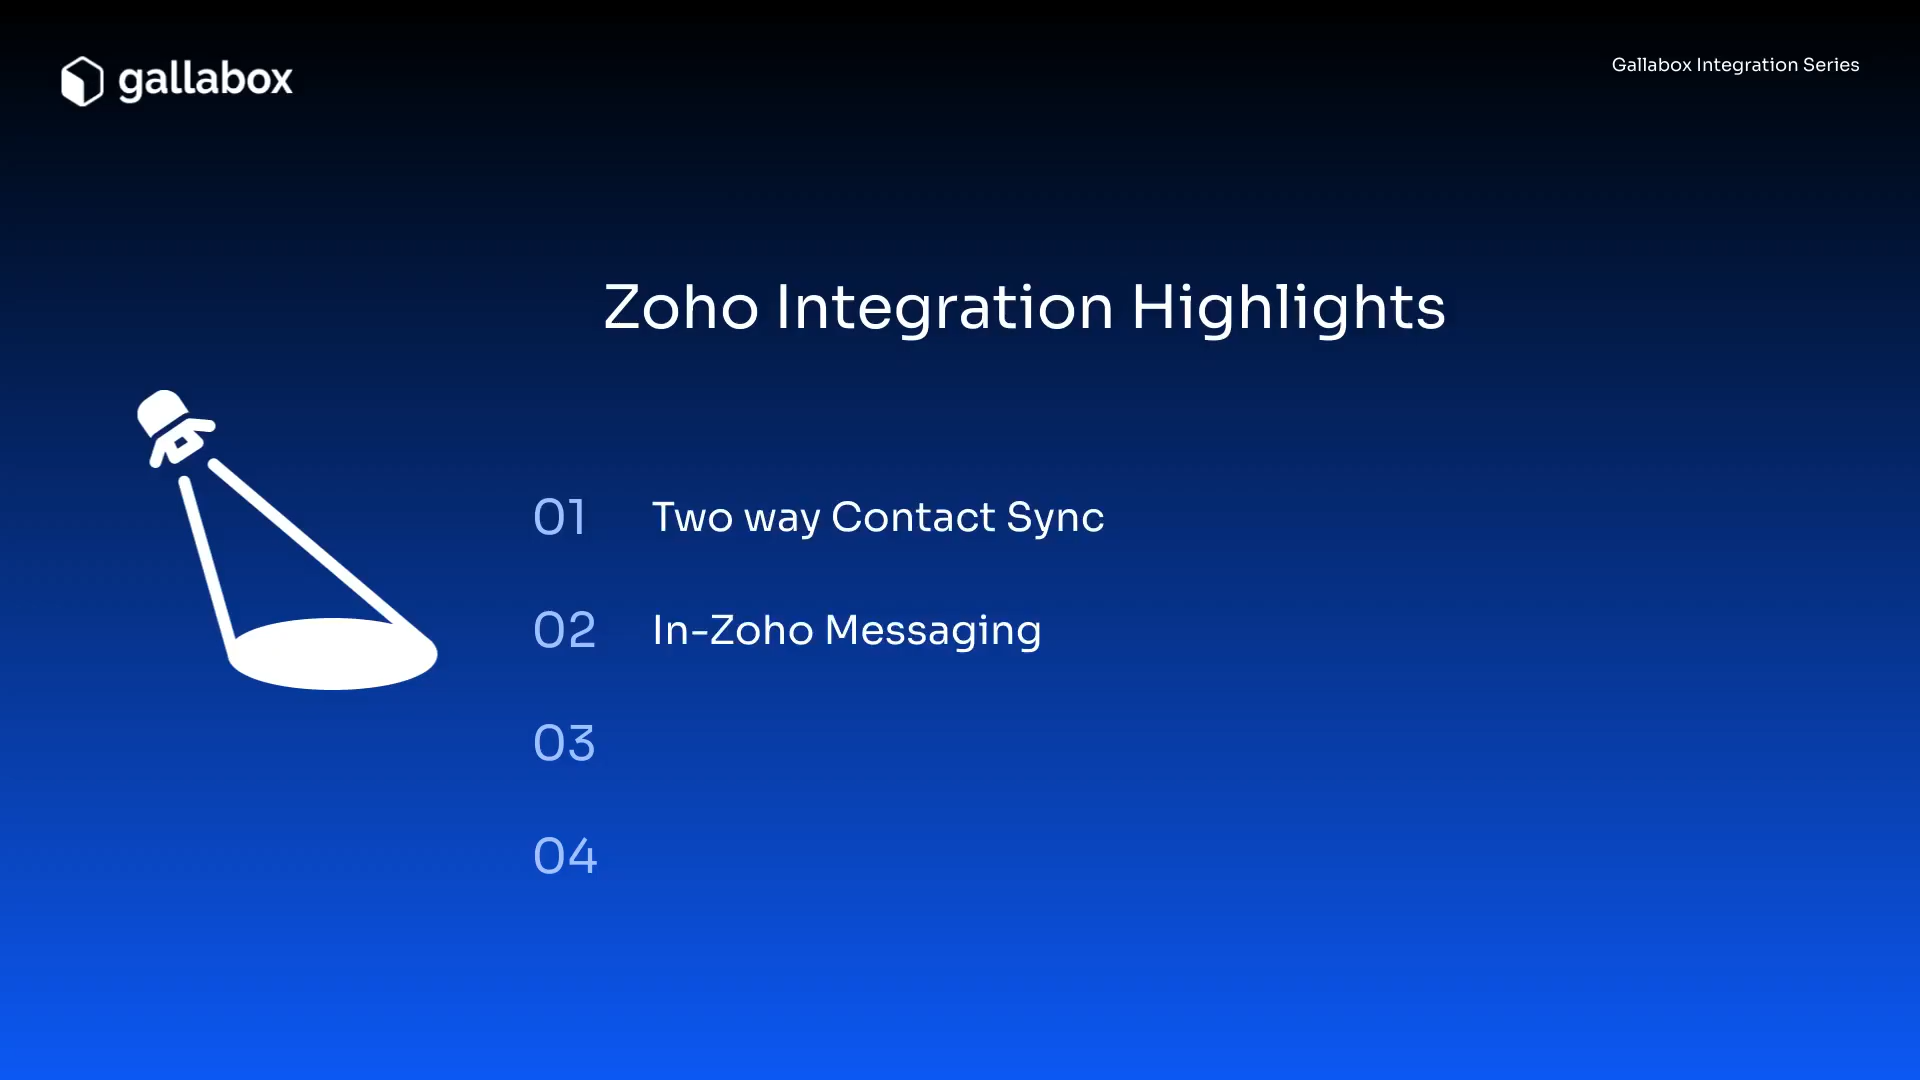 gallabox
Gallabox Integration Series
Zoho Integration Highlights
01 Two way Contact Sync
02 In-Zoho Messaging
03
04